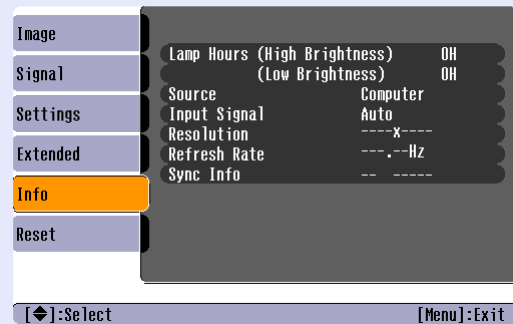 Image
Signal
Settings
Extended
Info
Reset
Lamp Hours (High Brightness) 0H
(Low Brightness) 0H
Source Computer
Input Signal Auto
Resolution ----x----
Refresh Rate ---.--Hz
Sync Info -- -----
[◆]:Select [Menu]:Exit